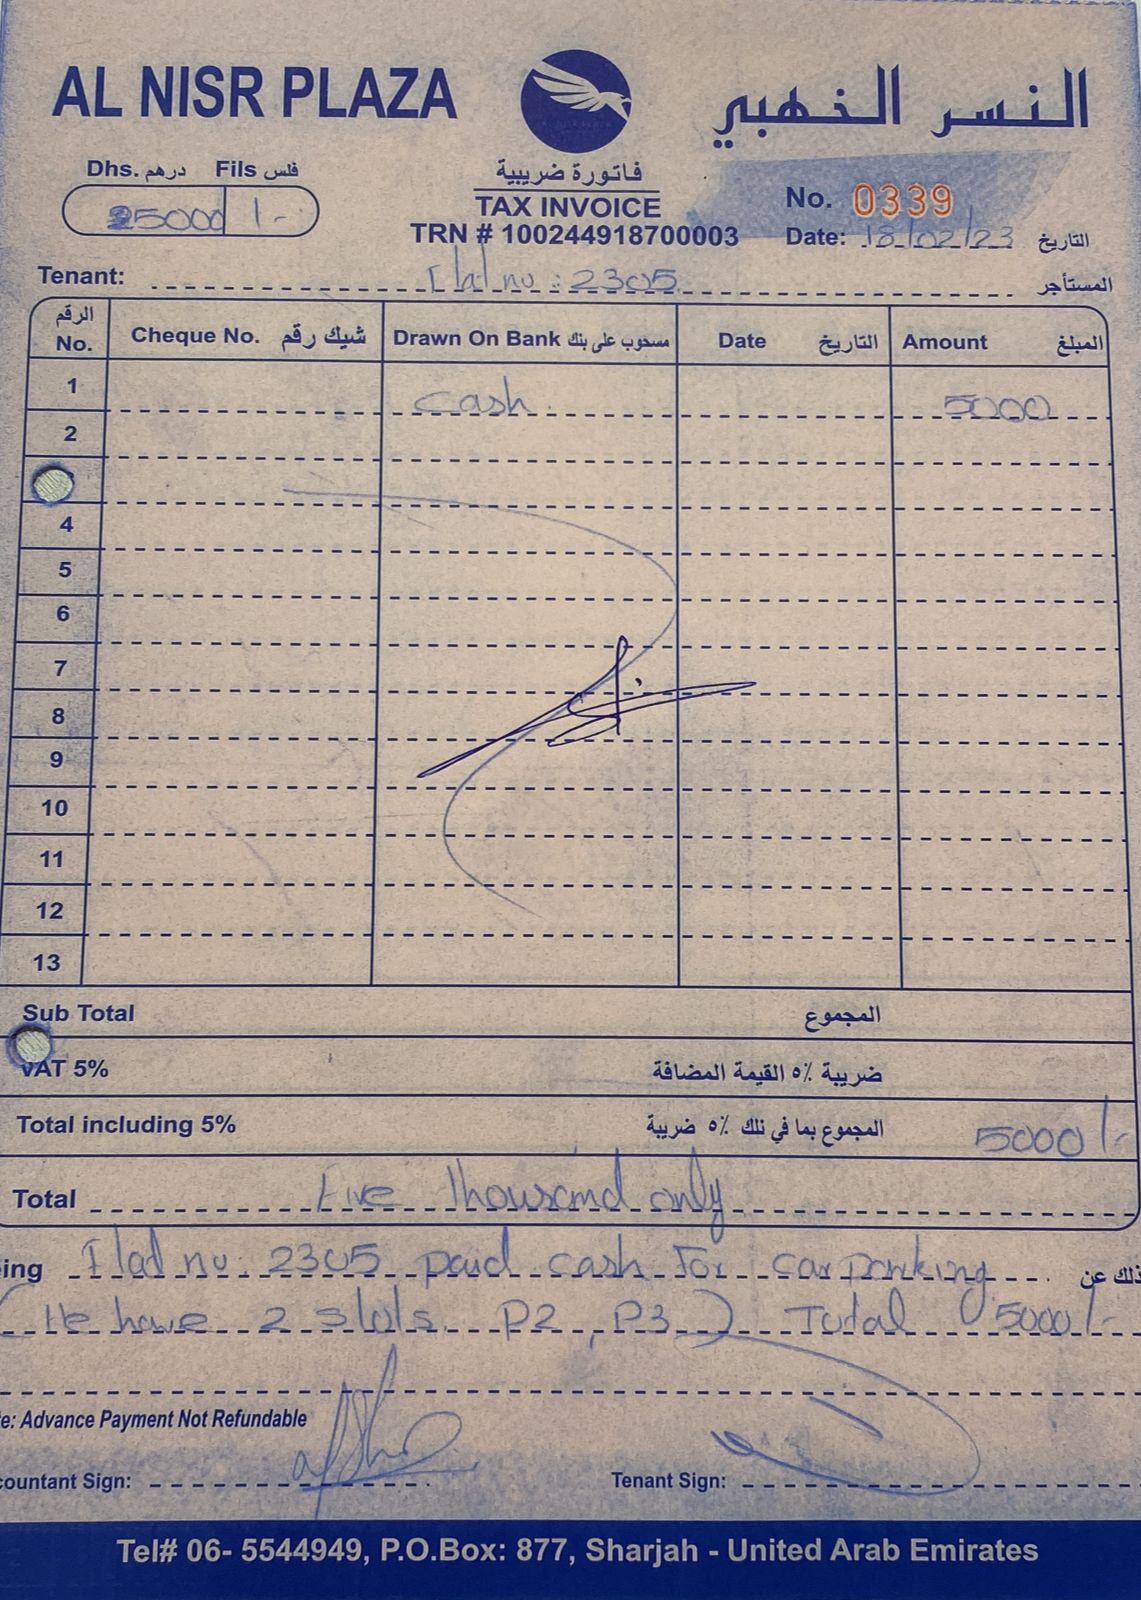 AL NISR PLAZA
النسر الذهبي
Dhs. درهم Fils فلس
5000 /-
فاتورة ضريبية
TAX INVOICE
TRN # 100244918700003
No. 0339
Date: 18/02/23 التاريخ
Tenant: Flat no : 2305 المستأجر
الرقم No. Cheque No. شيك رقم Drawn On Bank مسحوب على بنك Date التاريخ Amount المبلغ
1 Cash. 5000
2
4
5
6
7
8
9
10
11
12
13
Sub Total المجموع
VAT 5% ضريبة ٥٪ القيمة المضافة
Total including 5% المجموع بما في تلك ٥٪ ضريبة 5000/-
Total Five thousand only
ing Flat no. 2305 paid cash For car parking ذلك عن
(He have 2 slots P2, P3) Total 5000/-
e: Advance Payment Not Refundable
countant Sign: Tenant Sign:
Tel# 06- 5544949, P.O.Box: 877, Sharjah - United Arab Emirates